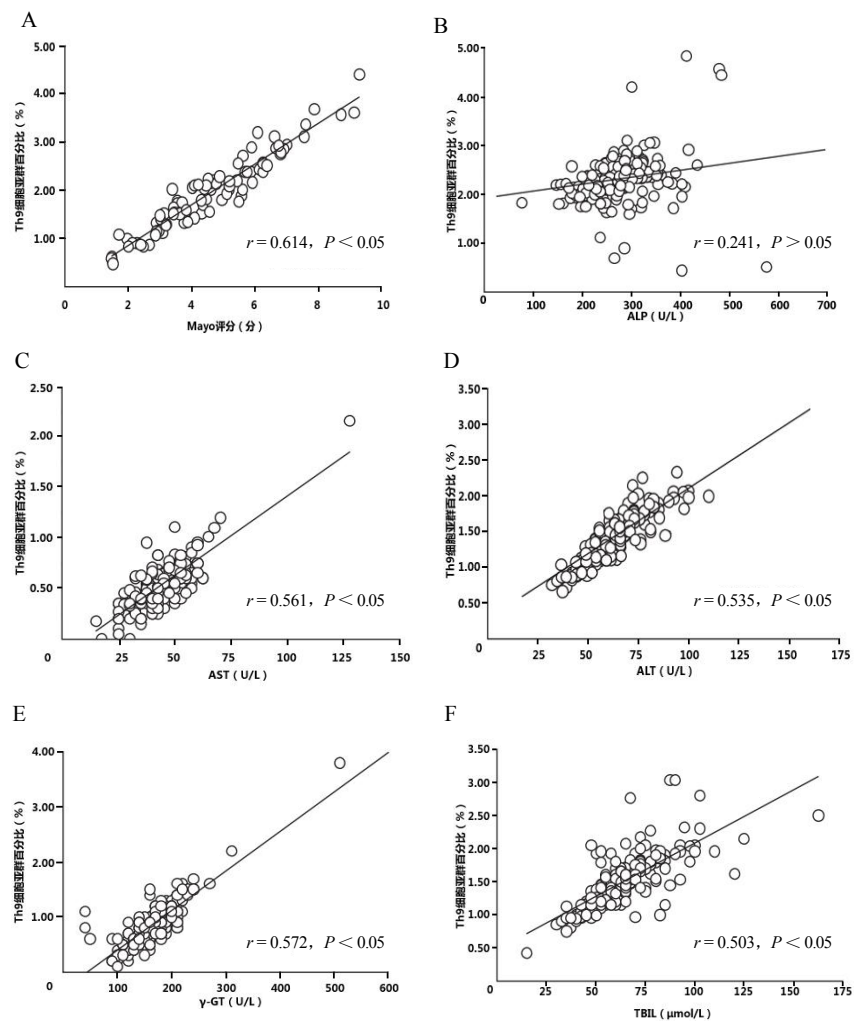 A
5.00
4.00
3.00
2.00
1.00
Th9细胞亚群百分比（%）
r = 0.614，P < 0.05
0 2 4 6 8 10
Mayo评分（分）
B
5.00
4.00
3.00
2.00
1.00
Th9细胞亚群百分比（%）
r = 0.241，P > 0.05
0 100 200 300 400 500 600 700
ALP（U/L）
C
2.50
2.00
1.50
1.00
0.50
Th9细胞亚群百分比（%）
r = 0.561，P < 0.05
0 25 50 75 100 125 150
AST（U/L）
D
3.50
3.00
2.50
2.00
1.50
1.00
0.50
Th9细胞亚群百分比（%）
r = 0.535，P < 0.05
0 25 50 75 100 125 150 175
ALT（U/L）
E
4.00
3.00
2.00
1.00
Th9细胞亚群百分比（%）
r = 0.572，P < 0.05
0 100 200 300 400 500 600
γ-GT（U/L）
F
3.50
3.00
2.50
2.00
1.50
1.00
0.50
Th9细胞亚群百分比（%）
r = 0.503，P < 0.05
0 25 50 75 100 125 175
TBIL（μmol/L）